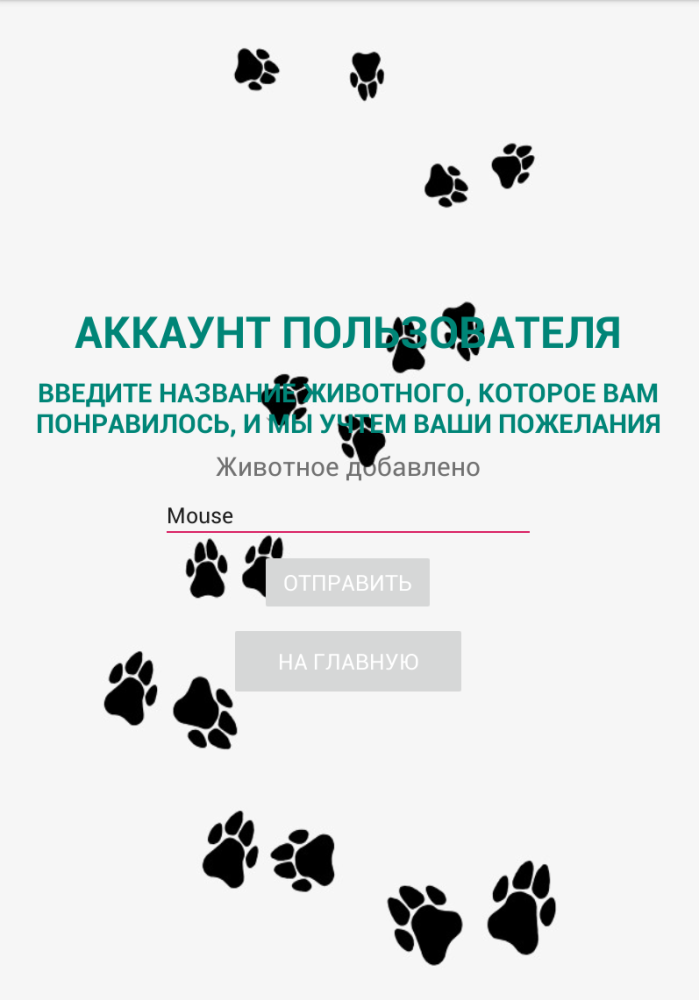 АККАУНТ ПОЛЬЗОВАТЕЛЯ
ВВЕДИТЕ НАЗВАНИЕ ЖИВОТНОГО, КОТОРОЕ ВАМ
ПОНРАВИЛОСЬ, И МЫ УЧТЕМ ВАШИ ПОЖЕЛАНИЯ
Животное добавлено
Mouse
ОТПРАВИТЬ
НА ГЛАВНУЮ